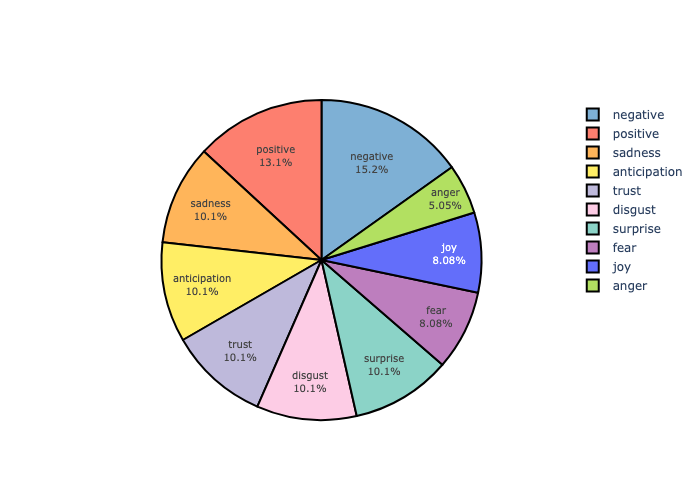 positive
13.1%
negative
15.2%
anger
5.05%
sadness
10.1%
joy
8.08%
anticipation
10.1%
fear
8.08%
trust
10.1%
surprise
10.1%
disgust
10.1%
negative
positive
sadness
anticipation
trust
disgust
surprise
fear
joy
anger